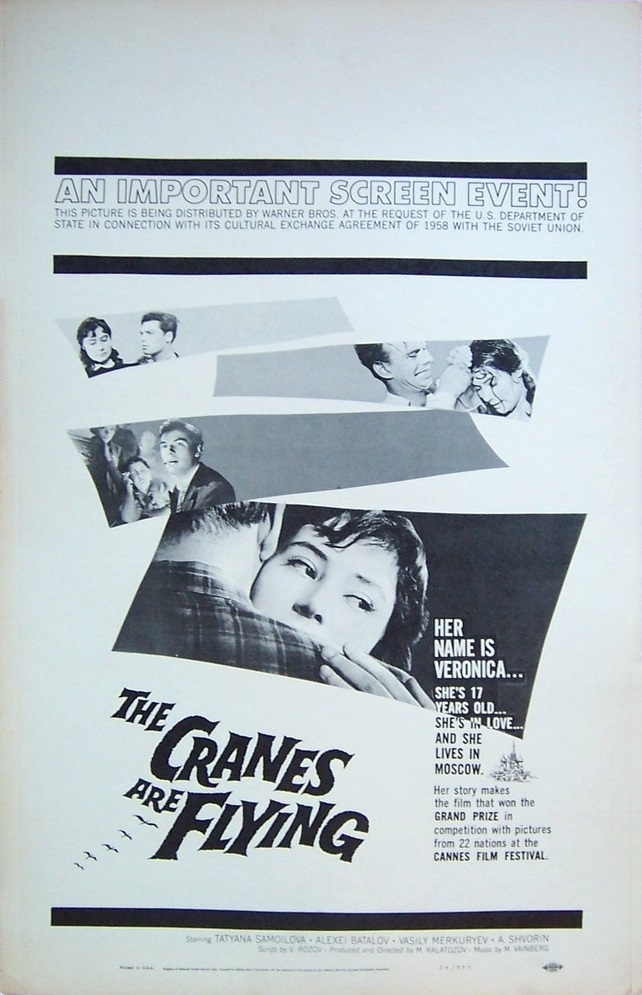 AN IMPORTANT SCREEN EVENT!
THIS PICTURE IS BEING DISTRIBUTED BY WARNER BROS. AT THE REQUEST OF THE U.S. DEPARTMENT OF
STATE IN CONNECTION WITH ITS CULTURAL EXCHANGE AGREEMENT OF 1958 WITH THE SOVIET UNION.
HER
NAME IS
VERONICA...
SHE'S 17
YEARS OLD...
SHE'S IN LOVE...
AND SHE
LIVES IN
MOSCOW.
Her story makes
the film that won the
GRAND PRIZE in
competition with pictures
from 22 nations at the
CANNES FILM FESTIVAL.
THE
CRANES
ARE
FLYING
Starring TATYANA SAMOILOVA • ALEXEI BATALOV • VASILY MERKURYEV • A. SHVORIN
Script by V. ROZOV • Produced and Directed by M. KALATOZOV • Music by M. VAINBERG
Printed in U.S.A.